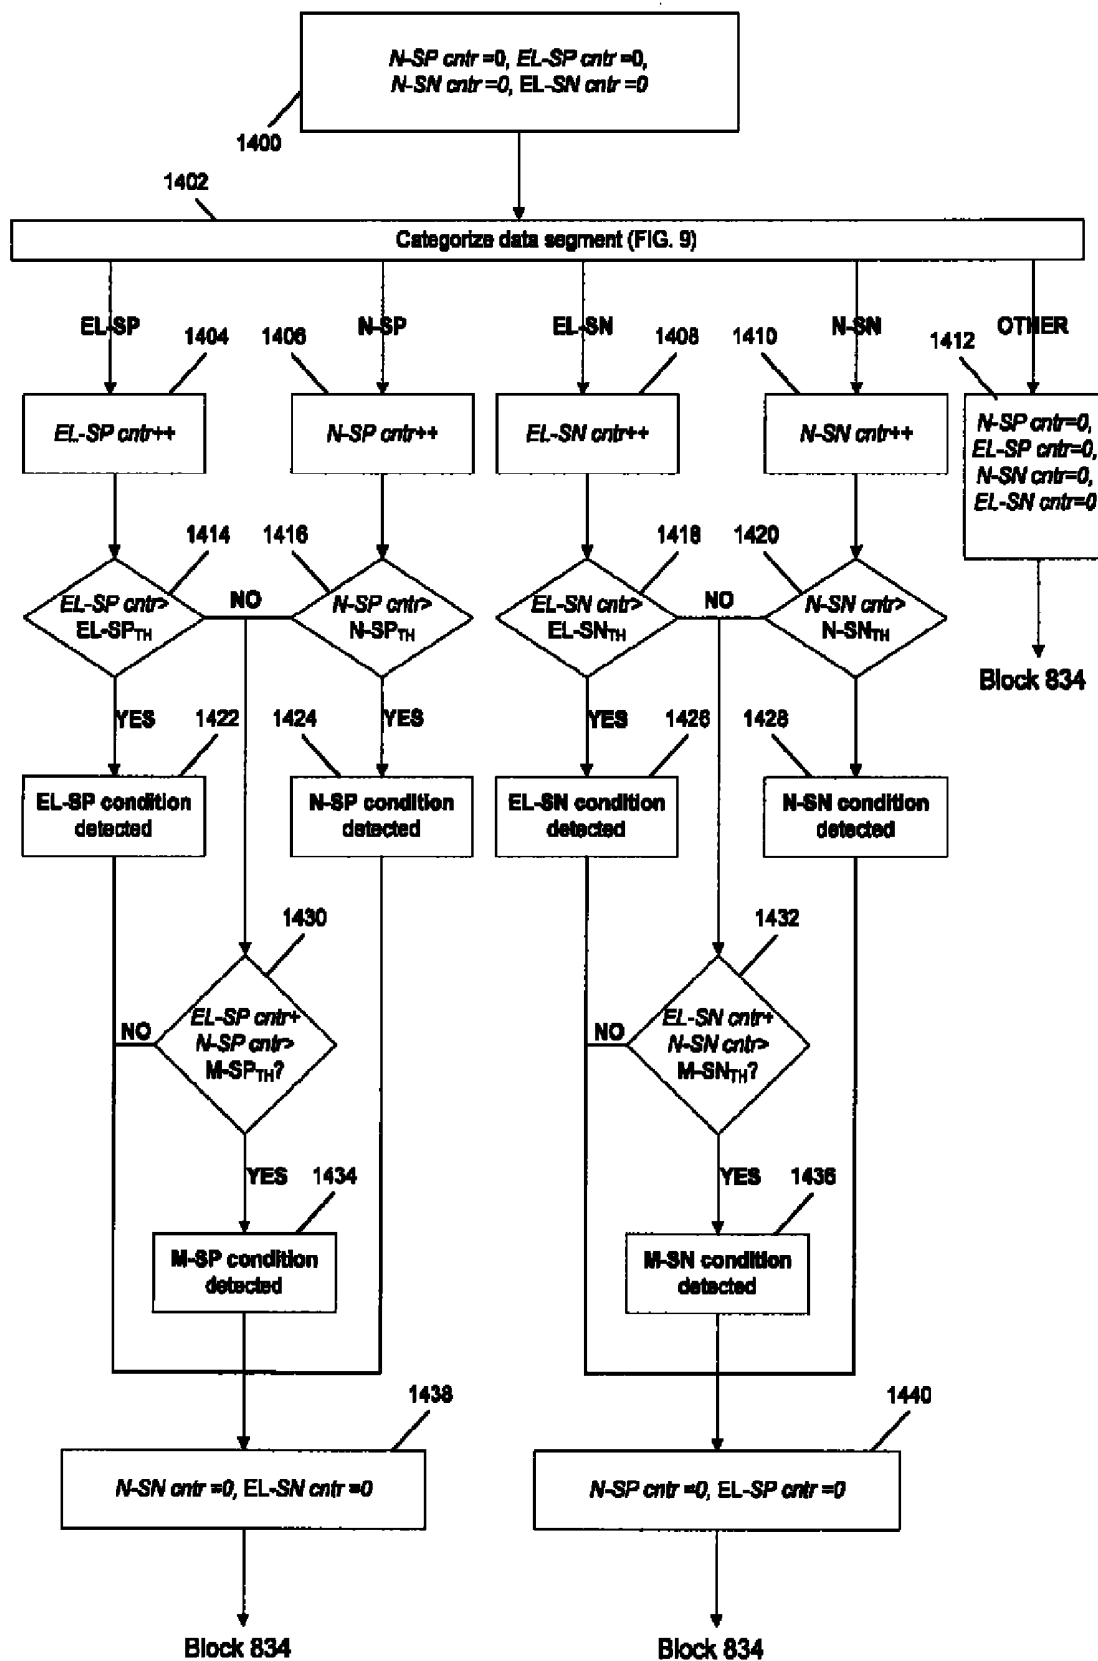 N-SP cntr =0, EL-SP cntr =0,
N-SN cntr =0, EL-SN cntr =0
1400
1402
Categorize data segment (FIG. 9)
EL-SP
N-SP
EL-SN
N-SN
OTHER
1404
1406
1408
1410
1412
EL-SP cntr++
N-SP cntr++
EL-SN cntr++
N-SN cntr++
N-SP cntr=0,
EL-SP cntr=0,
N-SN cntr=0,
EL-SN cntr=0
1414
1416
1418
1420
EL-SP cntr>
EL-SPTH
NO
N-SP cntr>
N-SPTH
EL-SN cntr>
EL-SNTH
NO
N-SN cntr>
N-SNTH
Block 834
YES
1422
1424
YES
YES
1426
1428
EL-SP condition
detected
N-SP condition
detected
EL-SN condition
detected
N-SN condition
detected
1430
1432
EL-SP cntr+
N-SP cntr>
M-SPTH?
NO
EL-SN cntr+
N-SN cntr>
M-SNTH?
NO
YES
1434
YES
1436
M-SP condition
detected
M-SN condition
detected
1438
1440
N-SN cntr =0, EL-SN cntr =0
N-SP cntr =0, EL-SP cntr =0
Block 834
Block 834